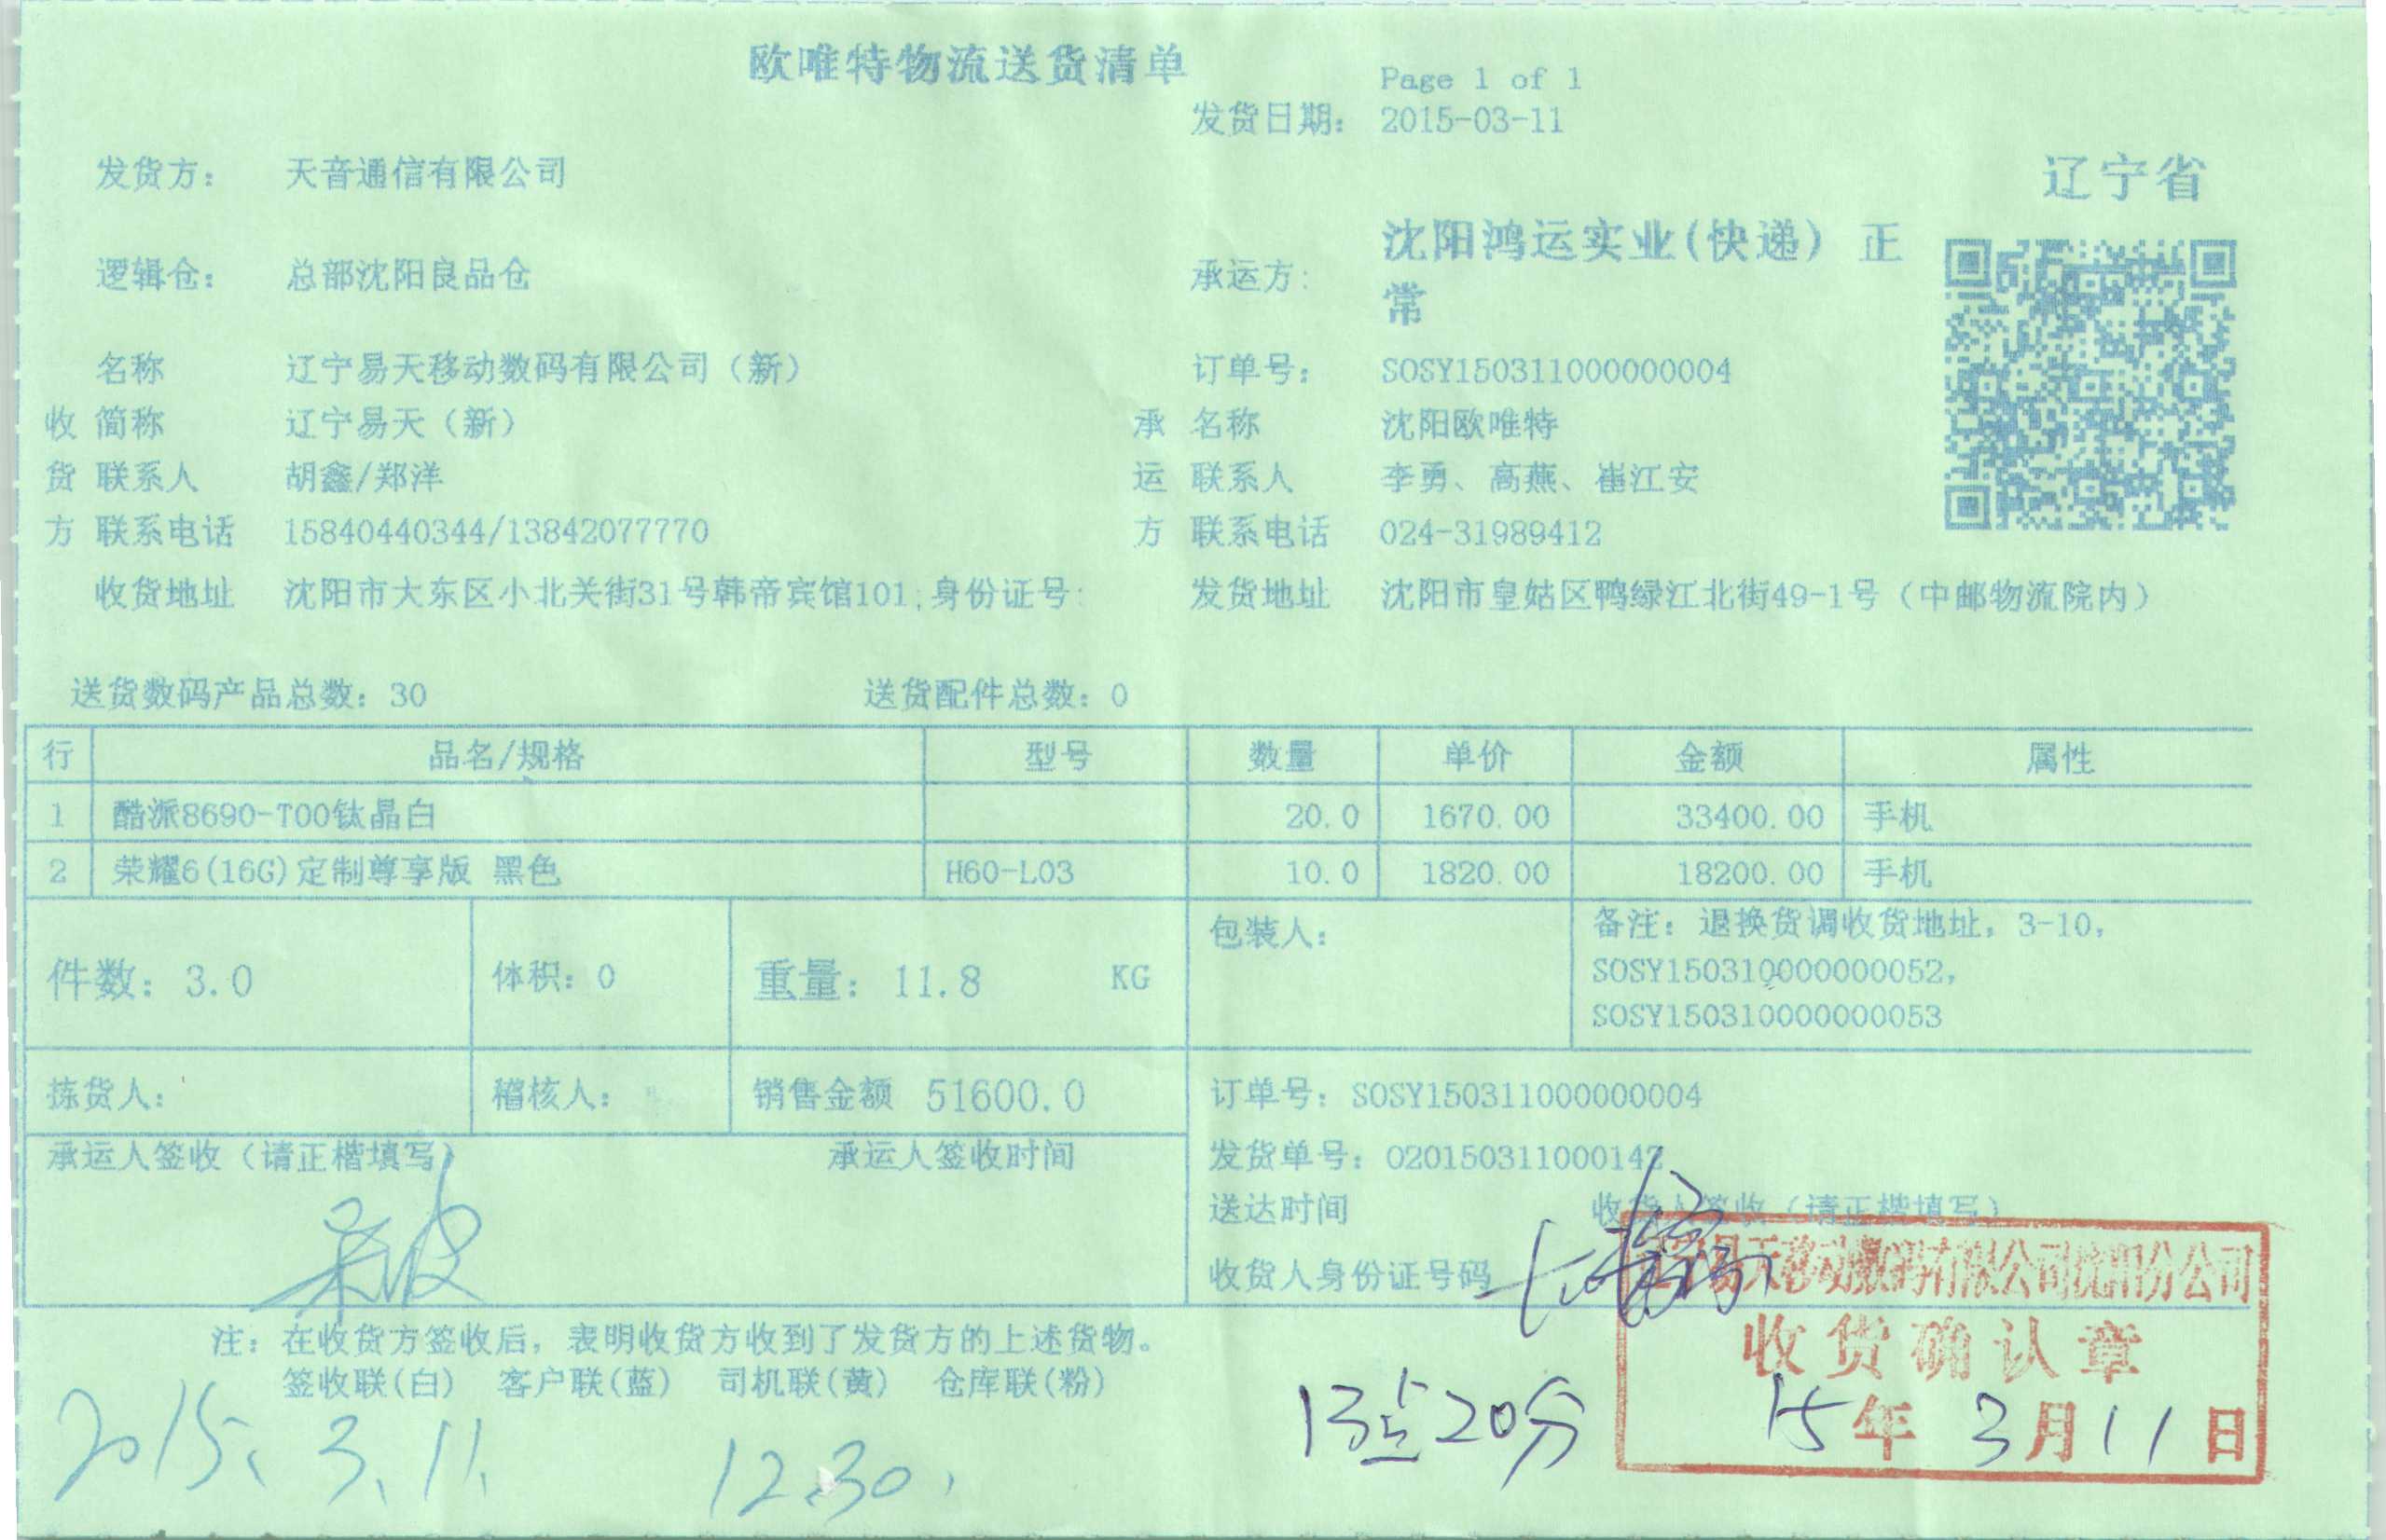 欧唯特物流送货清单
Page 1 of 1
发货日期: 2015-03-11
发货方: 天音通信有限公司
辽宁省
逻辑仓: 总部沈阳良品仓 承运方: 沈阳鸿运实业(快递) 正
常
名称 辽宁易天移动数码有限公司（新） 订单号: SOSY150311000000004
收 简称 辽宁易天（新） 承 名称 沈阳欧唯特
货 联系人 胡鑫/郑洋 运 联系人 李勇、高燕、崔江安
方 联系电话 15840440344/13842077770 方 联系电话 024-31989412
收货地址 沈阳市大东区小北关街31号韩帝宾馆101;身份证号: 发货地址 沈阳市皇姑区鸭绿江北街49-1号（中邮物流院内）
送货数码产品总数: 30 送货配件总数: 0
行 品名/规格 型号 数量 单价 金额 属性
1 酷派8690-T00钛晶白 20.0 1670.00 33400.00 手机
2 荣耀6(16G)定制尊享版 黑色 H60-L03 10.0 1820.00 18200.00 手机
件数: 3.0 体积: 0 重量: 11.8 KG 包装人: 备注: 退换货调收货地址, 3-10,
SOSY150310000000052,
SOSY150310000000053
拣货人: 稽核人: 销售金额 51600.0 订单号: SOSY150311000000004
承运人签收（请正楷填写） 承运人签收时间 发货单号: 020150311000142
送达时间 收货人签收（请正楷填写）
收货人身份证号码
易天移动数码有限公司沈阳分公司
收货确认章
15年 3月11日
13点20分
注: 在收货方签收后, 表明收货方收到了发货方的上述货物。
签收联(白) 客户联(蓝) 司机联(黄) 仓库联(粉)
2015. 3. 11. 12.30.